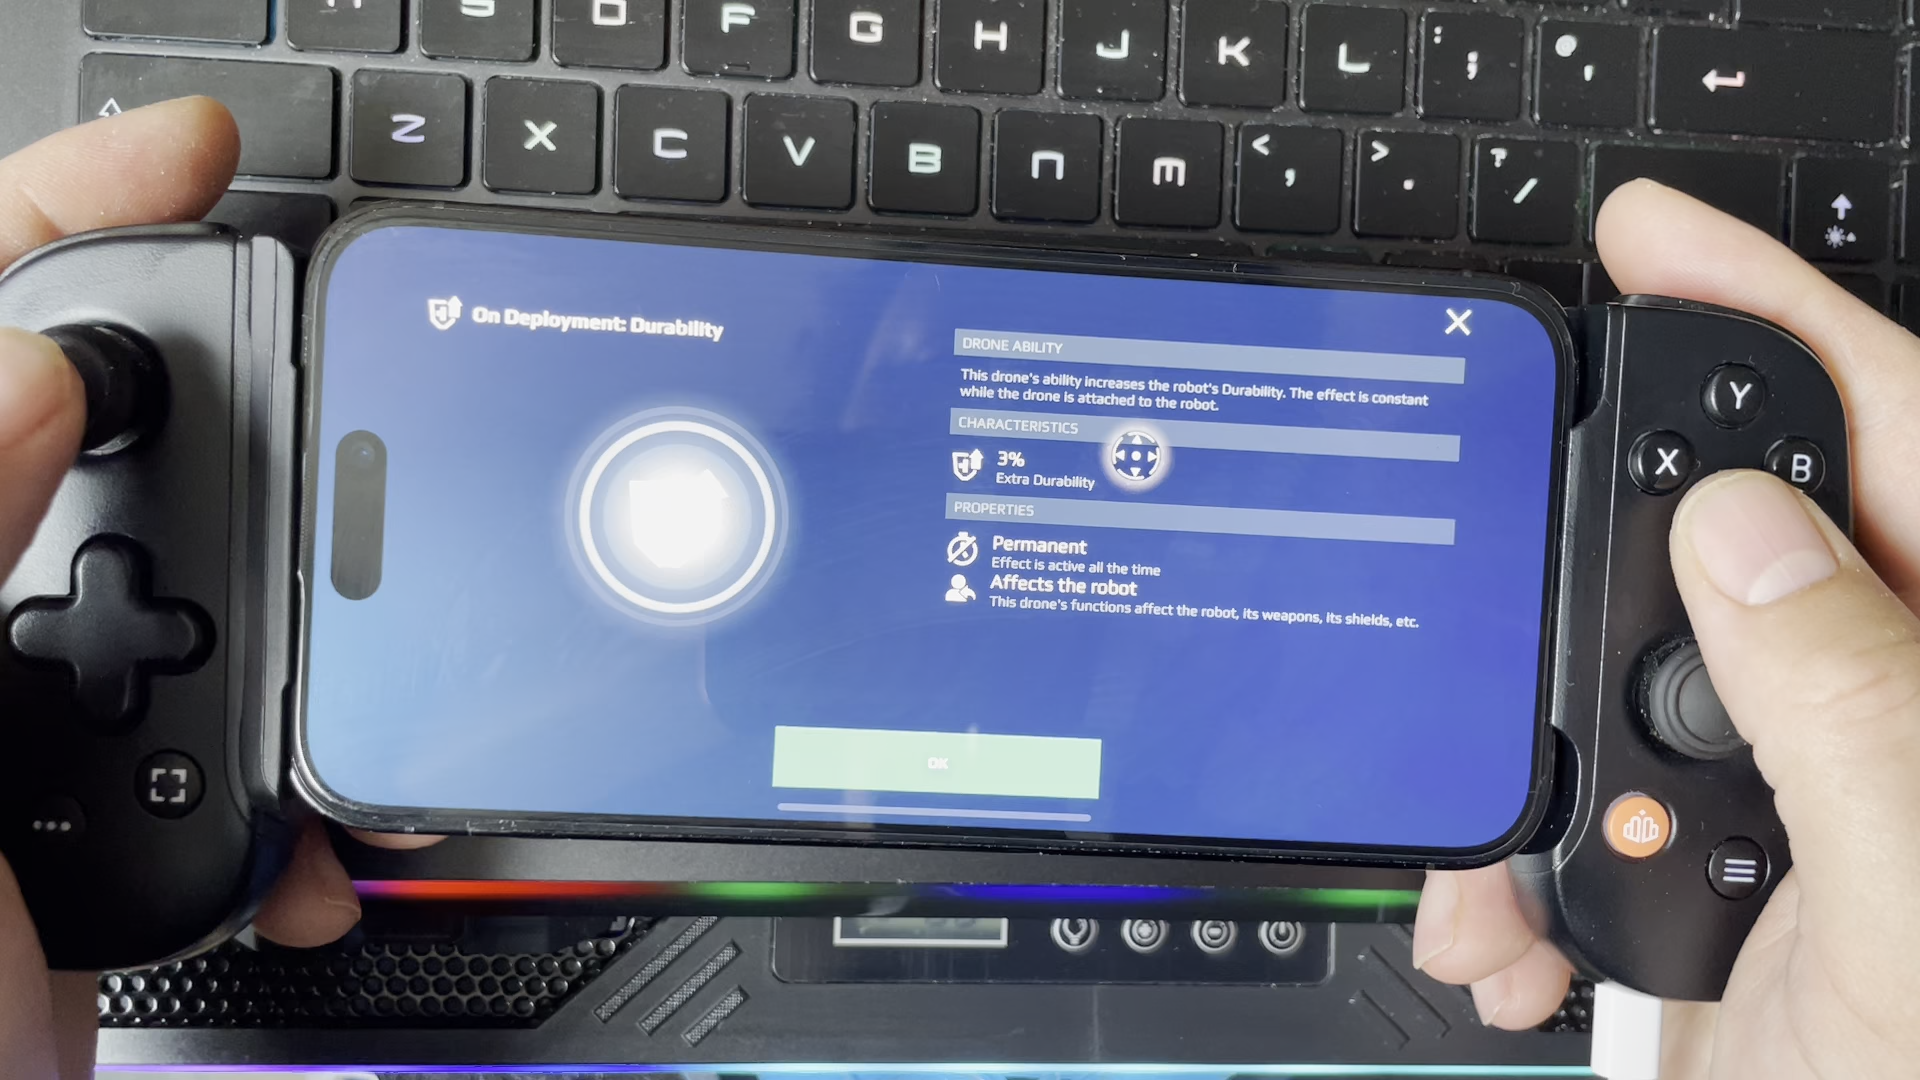 S D F G H J K L : ; @ '
Z X C V B N M < , > . ? /
On Deployment: Durability
DRONE ABILITY
This drone's ability increases the robot's Durability. The effect is constant
while the drone is attached to the robot.
CHARACTERISTICS
3%
Extra Durability
PROPERTIES
Permanent
Effect is active all the time
Affects the robot
This drone's functions affect the robot, its weapons, its shields, etc.
OK
Y
X
B